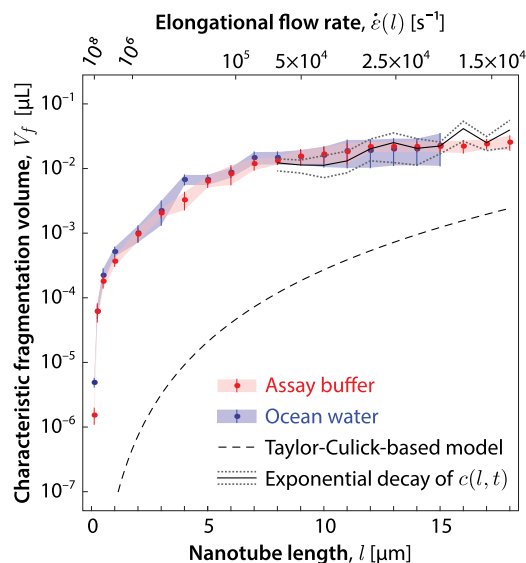 Elongational flow rate, ε̇(l) [s⁻¹]
10⁸ 10⁶ 10⁵ 5×10⁴ 2.5×10⁴ 1.5×10⁴
Characteristic fragmentation volume, V_f [µL]
10⁻¹
10⁻²
10⁻³
10⁻⁴
10⁻⁵
10⁻⁶
10⁻⁷
Assay buffer
Ocean water
Taylor-Culick-based model
Exponential decay of c(l, t)
0 5 10 15
Nanotube length, l [µm]